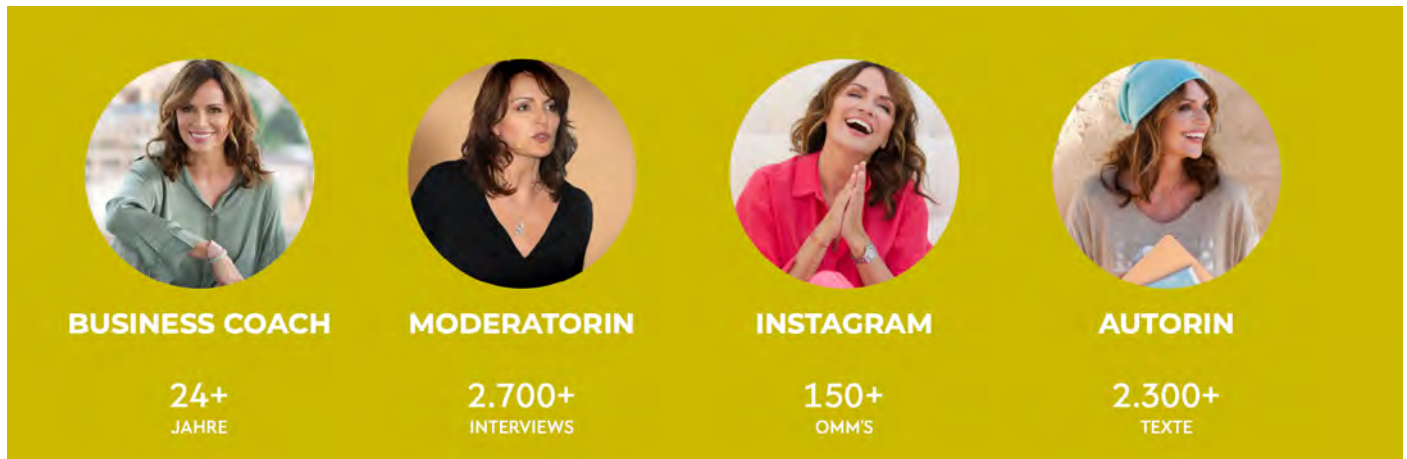 BUSINESS COACH
24+
JAHRE
MODERATORIN
2.700+
INTERVIEWS
INSTAGRAM
150+
OMM'S
AUTORIN
2.300+
TEXTE